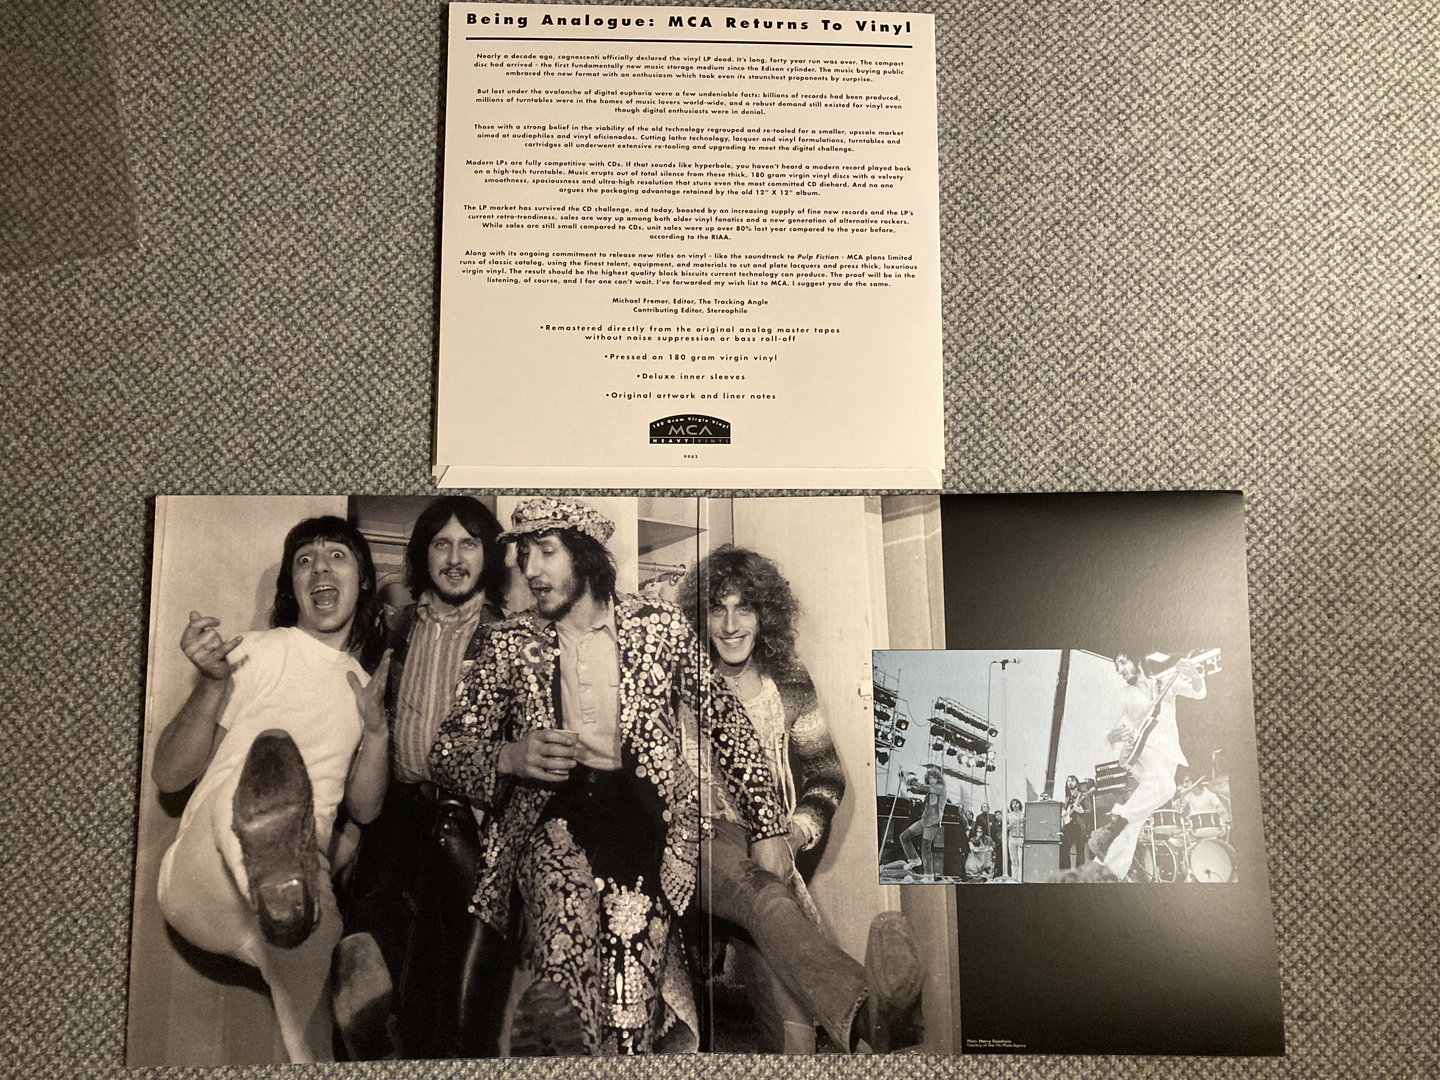 Being Analogue: MCA Returns To Vinyl
Nearly a decade ago, cognoscenti officially declared the vinyl LP dead. It's long, forty year run was over. The compact
disc had arrived - the first fundamentally new music storage medium since the Edison cylinder. The music buying public
embraced the new format with an enthusiasm which took even its staunchest proponents by surprise.
But lost under the avalanche of digital euphoria were a few undeniable facts: billions of records had been produced,
millions of turntables were in the homes of music lovers world-wide, and a robust demand still existed for vinyl even
though digital enthusiasts were in denial.
Those with a strong belief in the viability of the old technology regrouped and re-tooled for a smaller, upscale market
aimed at audiophiles and vinyl aficionados. Cutting lathe technology, lacquer and vinyl formulations, turntables and
cartridges all underwent extensive re-tooling and upgrading to meet the digital challenge.
Modern LPs are fully competitive with CDs. If that sounds like hyperbole, you haven't heard a modern record played back
on a high-tech turntable. Music erupts out of total silence from these thick, 180 gram virgin vinyl discs with a velvety
smoothness, spaciousness and ultra-high resolution that stuns even the most committed CD diehard. And no one
argues the packaging advantage retained by the old 12" X 12" album.
The LP market has survived the CD challenge, and today, boosted by an increasing supply of fine new records and the LP's
current retro-trendiness, sales are way up among both older vinyl fanatics and a new generation of alternative rockers.
While sales are still small compared to CDs, unit sales were up over 80% last year compared to the year before,
according to the RIAA.
Along with its ongoing commitment to release new titles on vinyl - like the soundtrack to Pulp Fiction - MCA plans limited
runs of classic catalog, using the finest talent, equipment, and materials to cut and plate lacquers and press thick, luxurious
virgin vinyl. The result should be the highest quality black biscuits current technology can produce. The proof will be in the
listening, of course, and I for one can't wait. I've forwarded my wish list to MCA. I suggest you do the same.
Michael Fremer, Editor, The Tracking Angle
Contributing Editor, Stereophile
•Remastered directly from the original analog master tapes
without noise suppression or bass roll-off
•Pressed on 180 gram virgin vinyl
•Deluxe inner sleeves
•Original artwork and liner notes
180 Gram Virgin Vinyl
MCA
HEAVY VINYL
9982
Photo: Harry Goodwin
Courtesy of Star File Photo Agency